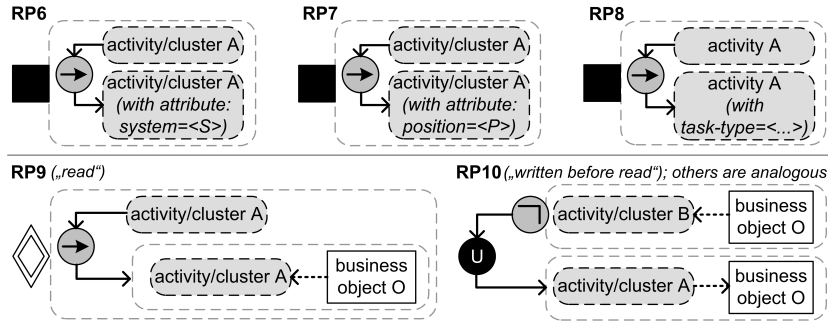 RP6
activity/cluster A
activity/cluster A
(with attribute:
system=<S>)
RP7
activity/cluster A
activity/cluster A
(with attribute:
position=<P>)
RP8
activity A
activity A
(with
task-type=<...>)
RP9 („read“)
activity/cluster A
activity/cluster A
business
object O
RP10 („written before read“); others are analogous
activity/cluster B
business
object O
U
activity/cluster A
business
object O